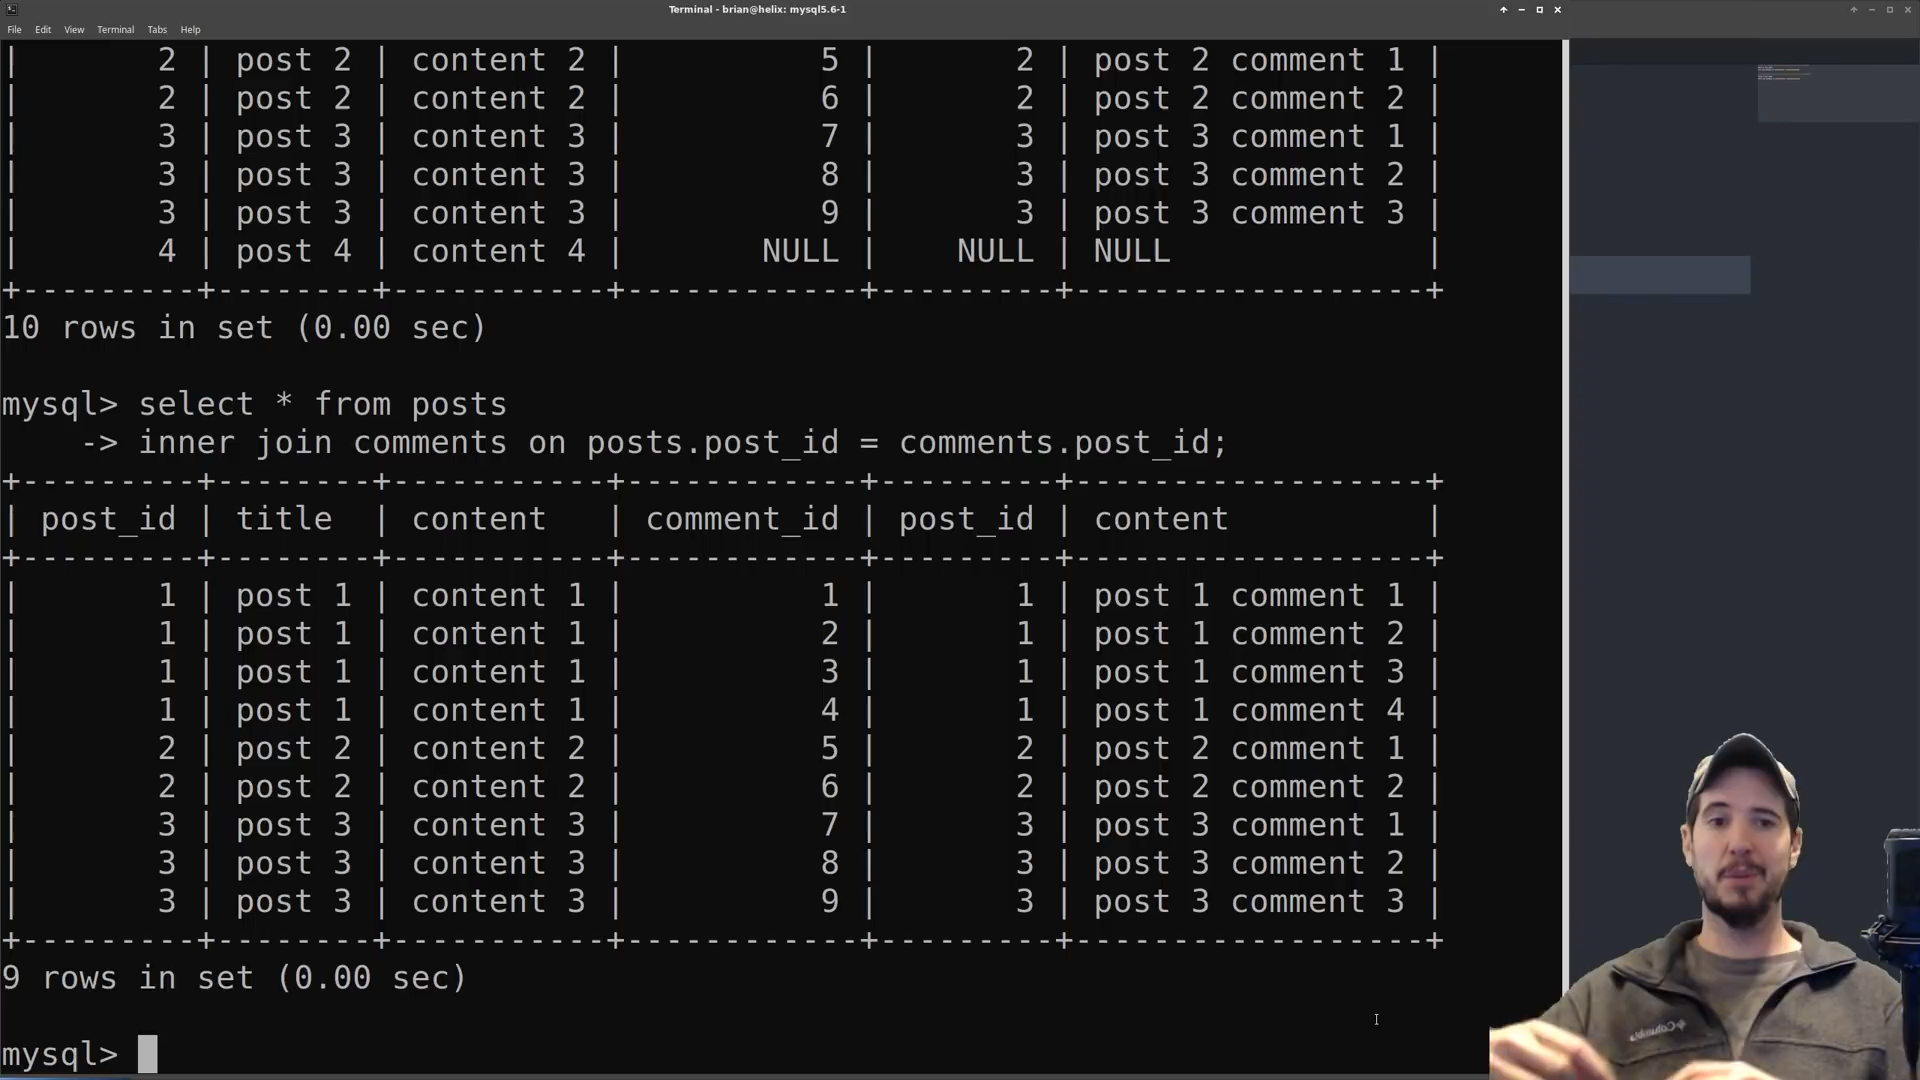 Terminal - brian@helix: mysql5.6-1
File Edit View Terminal Tabs Help
| 2 | post 2 | content 2 | 5 | 2 | post 2 comment 1 |
| 2 | post 2 | content 2 | 6 | 2 | post 2 comment 2 |
| 3 | post 3 | content 3 | 7 | 3 | post 3 comment 1 |
| 3 | post 3 | content 3 | 8 | 3 | post 3 comment 2 |
| 3 | post 3 | content 3 | 9 | 3 | post 3 comment 3 |
| 4 | post 4 | content 4 | NULL | NULL | NULL |
+---------+--------+-----------+------------+---------+------------------+
10 rows in set (0.00 sec)
mysql> select * from posts
-> inner join comments on posts.post_id = comments.post_id;
+---------+--------+-----------+------------+---------+------------------+
| post_id | title | content | comment_id | post_id | content |
+---------+--------+-----------+------------+---------+------------------+
| 1 | post 1 | content 1 | 1 | 1 | post 1 comment 1 |
| 1 | post 1 | content 1 | 2 | 1 | post 1 comment 2 |
| 1 | post 1 | content 1 | 3 | 1 | post 1 comment 3 |
| 1 | post 1 | content 1 | 4 | 1 | post 1 comment 4 |
| 2 | post 2 | content 2 | 5 | 2 | post 2 comment 1 |
| 2 | post 2 | content 2 | 6 | 2 | post 2 comment 2 |
| 3 | post 3 | content 3 | 7 | 3 | post 3 comment 1 |
| 3 | post 3 | content 3 | 8 | 3 | post 3 comment 2 |
| 3 | post 3 | content 3 | 9 | 3 | post 3 comment 3 |
+---------+--------+-----------+------------+---------+------------------+
9 rows in set (0.00 sec)
mysql>
Columbia